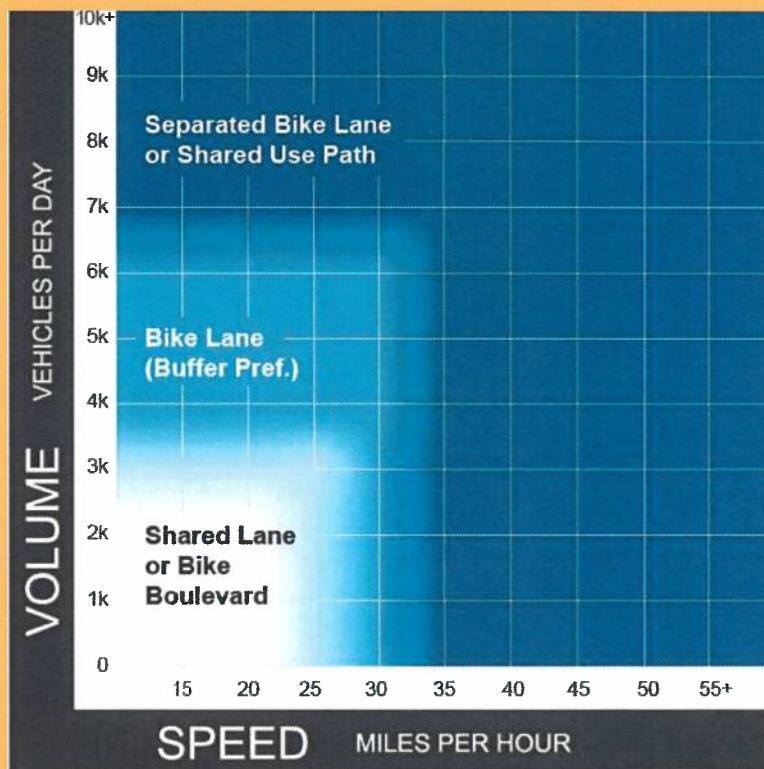 10k+
9k
8k
7k
6k
5k
4k
3k
2k
1k
0
VOLUME VEHICLES PER DAY
Separated Bike Lane
or Shared Use Path
Bike Lane
(Buffer Pref.)
Shared Lane
or Bike
Boulevard
15 20 25 30 35 40 45 50 55+
SPEED MILES PER HOUR